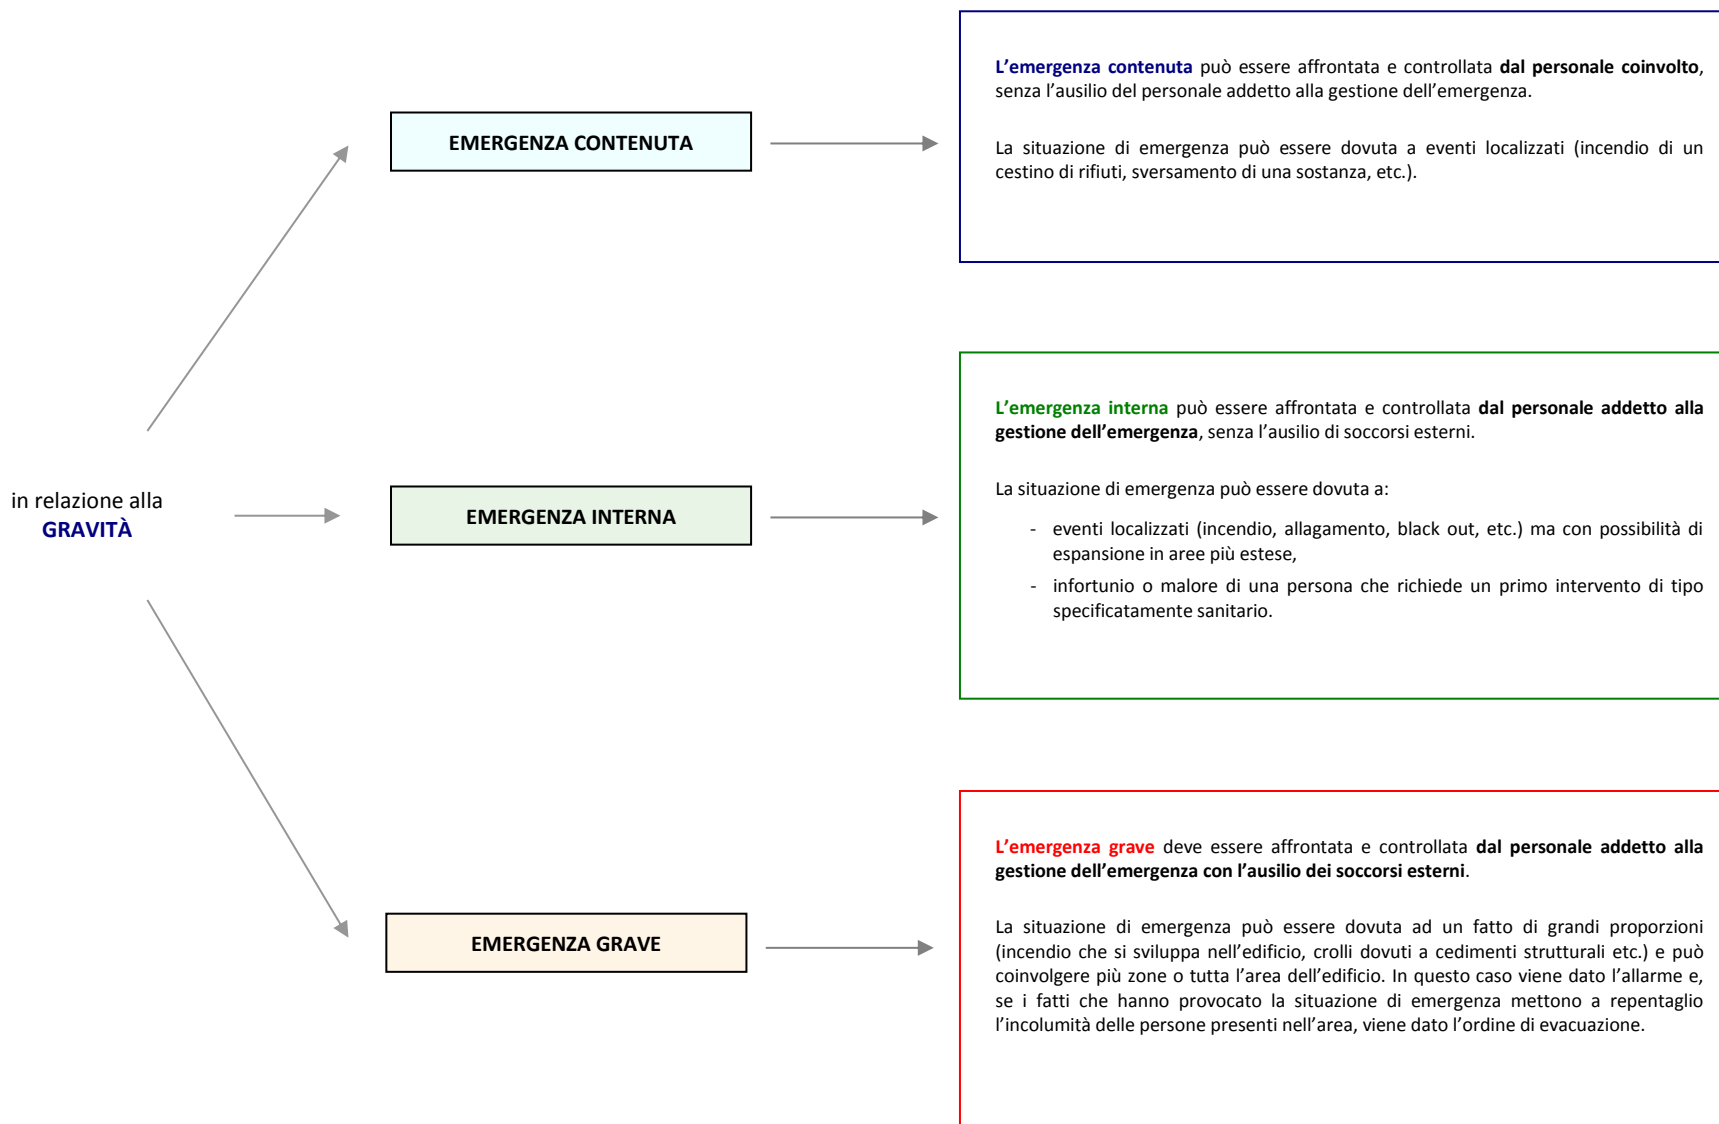 in relazione alla
GRAVITÀ
EMERGENZA CONTENUTA
L’emergenza contenuta può essere affrontata e controllata dal personale coinvolto,
senza l’ausilio del personale addetto alla gestione dell’emergenza.
La situazione di emergenza può essere dovuta a eventi localizzati (incendio di un
cestino di rifiuti, sversamento di una sostanza, etc.).
EMERGENZA INTERNA
L’emergenza interna può essere affrontata e controllata dal personale addetto alla
gestione dell’emergenza, senza l’ausilio di soccorsi esterni.
La situazione di emergenza può essere dovuta a:
- eventi localizzati (incendio, allagamento, black out, etc.) ma con possibilità di
espansione in aree più estese,
- infortunio o malore di una persona che richiede un primo intervento di tipo
specificatamente sanitario.
EMERGENZA GRAVE
L’emergenza grave deve essere affrontata e controllata dal personale addetto alla
gestione dell’emergenza con l’ausilio dei soccorsi esterni.
La situazione di emergenza può essere dovuta ad un fatto di grandi proporzioni
(incendio che si sviluppa nell’edificio, crolli dovuti a cedimenti strutturali etc.) e può
coinvolgere più zone o tutta l’area dell’edificio. In questo caso viene dato l’allarme e,
se i fatti che hanno provocato la situazione di emergenza mettono a repentaglio
l’incolumità delle persone presenti nell’area, viene dato l’ordine di evacuazione.